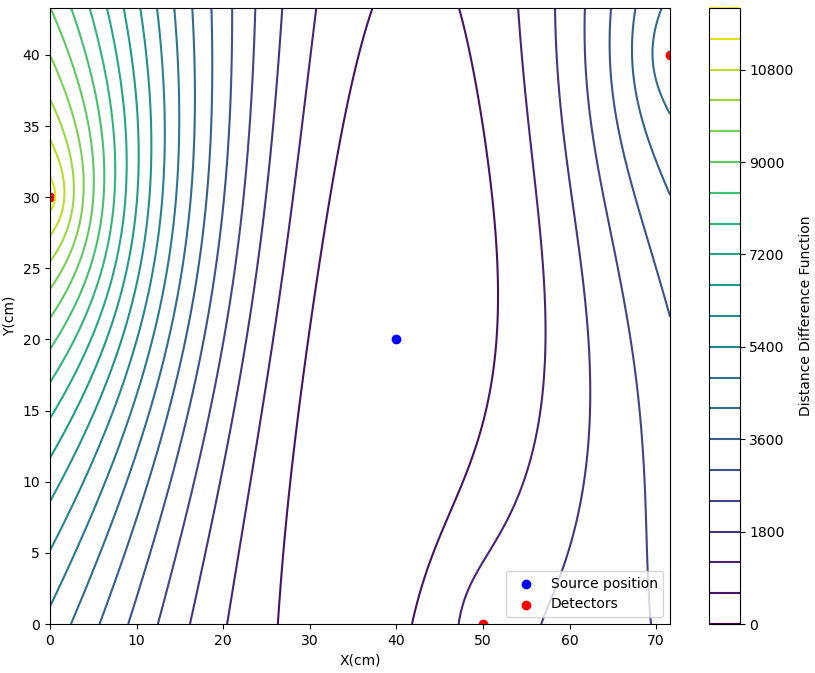 40
35
30
25
20
15
10
5
0
Y(cm)
0 10 20 30 40 50 60 70
X(cm)
Source position
Detectors
10800
9000
7200
5400
3600
1800
0
Distance Difference Function